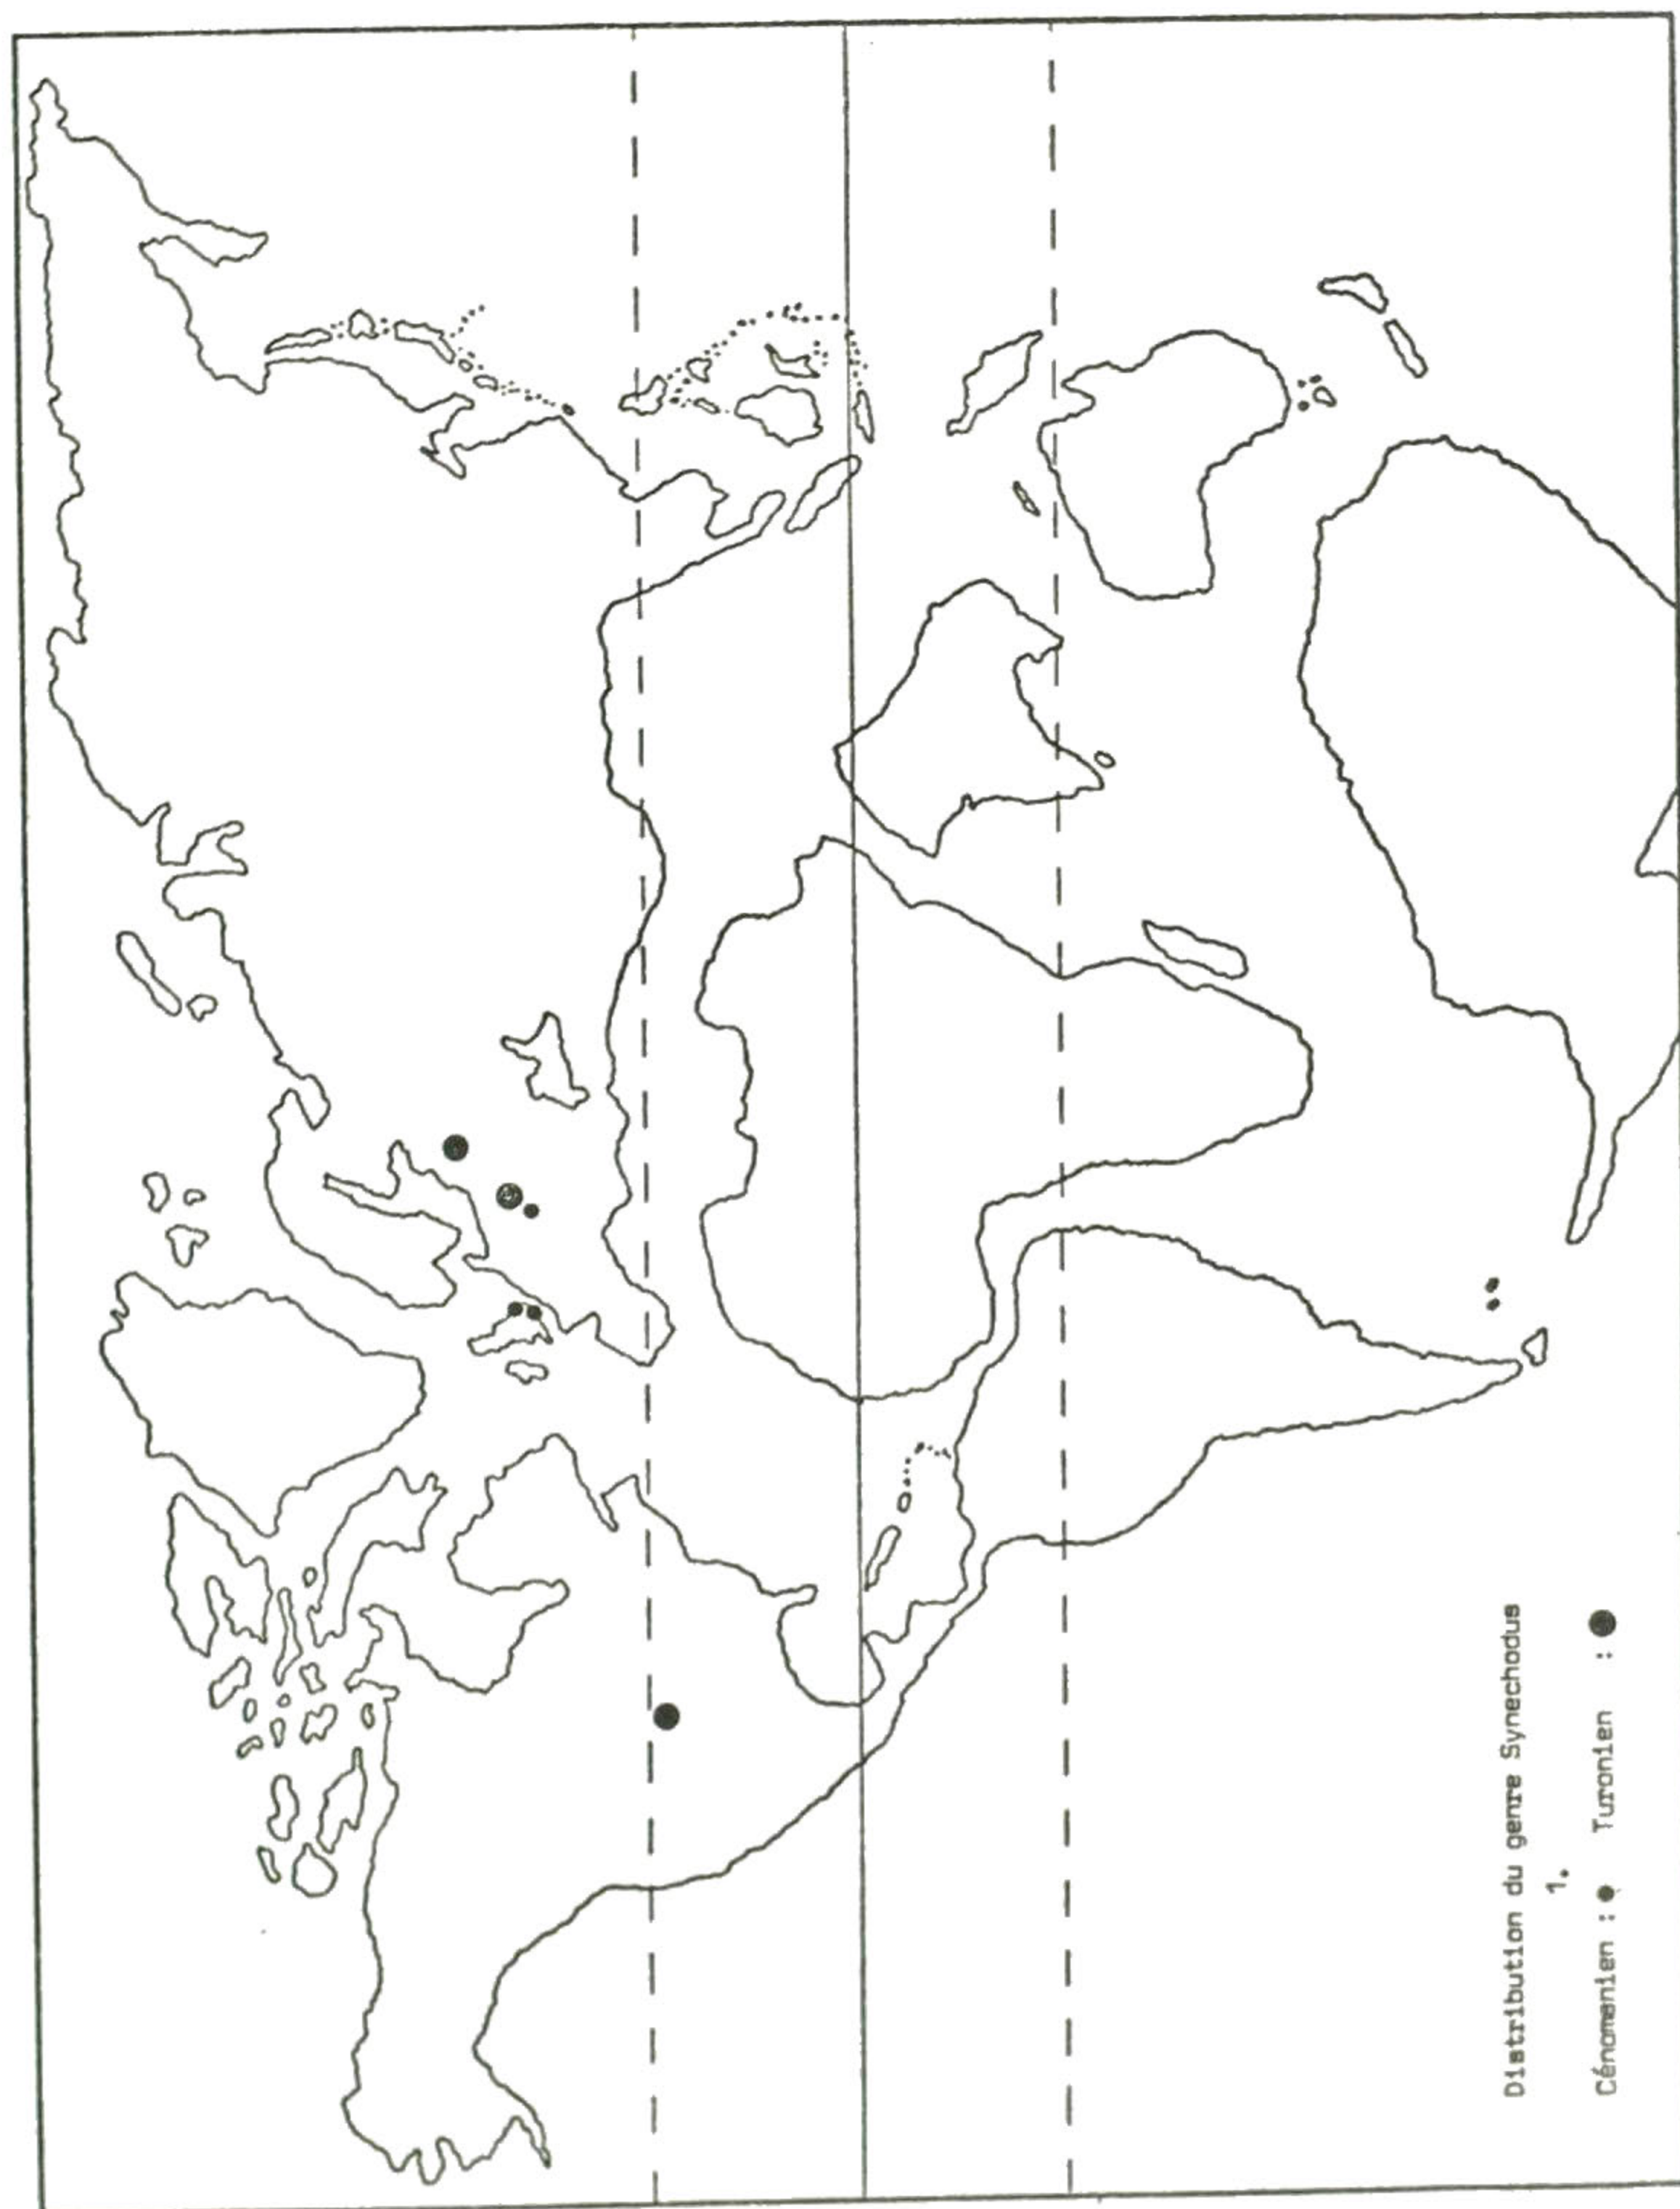 Distribution du genre Synechodus
1.
Cénomanien : ● Turonien : ●